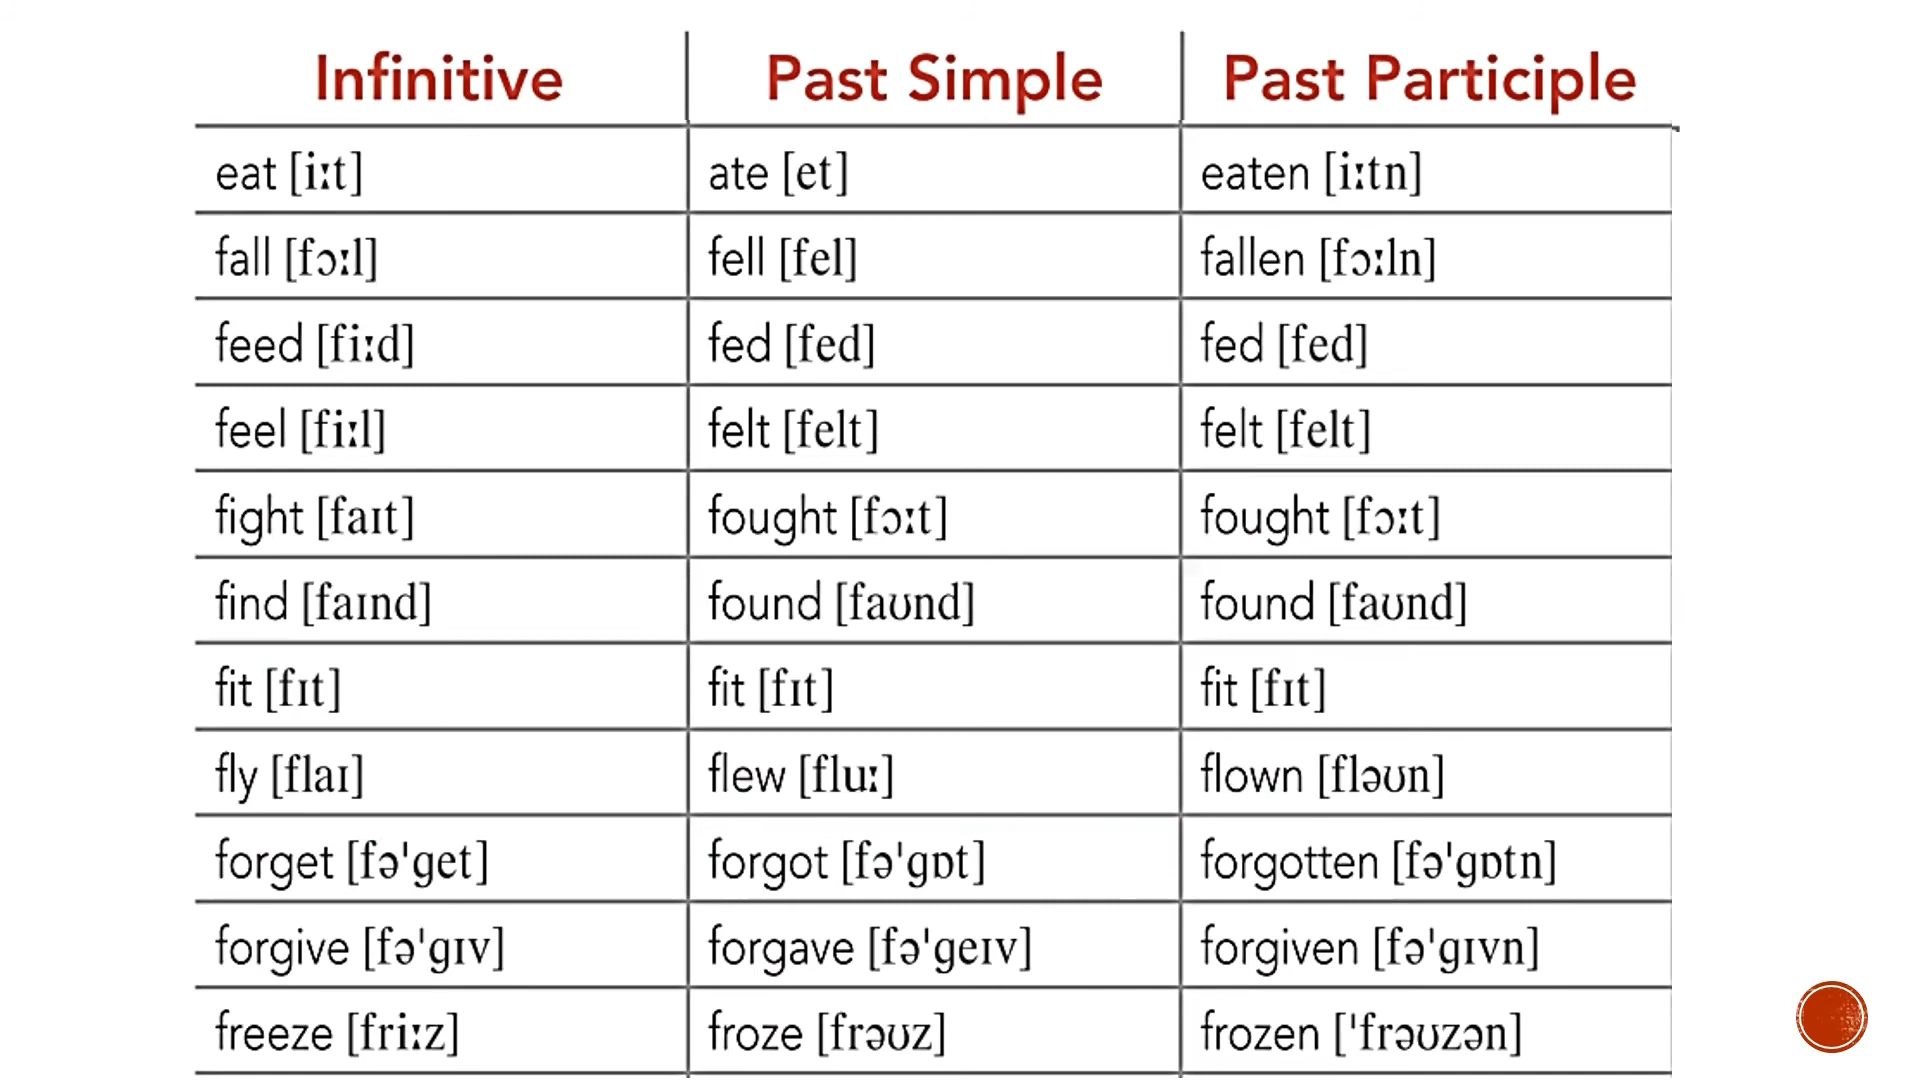 Infinitive Past Simple Past Participle
eat [iːt] ate [et] eaten [iːtn]
fall [fɔːl] fell [fel] fallen [fɔːln]
feed [fiːd] fed [fed] fed [fed]
feel [fiːl] felt [felt] felt [felt]
fight [faɪt] fought [fɔːt] fought [fɔːt]
find [faɪnd] found [faʊnd] found [faʊnd]
fit [fɪt] fit [fɪt] fit [fɪt]
fly [flaɪ] flew [fluː] flown [fləʊn]
forget [fə'get] forgot [fə'gɒt] forgotten [fə'gɒtn]
forgive [fə'gɪv] forgave [fə'geɪv] forgiven [fə'gɪvn]
freeze [friːz] froze [frəʊz] frozen ['frəʊzən]